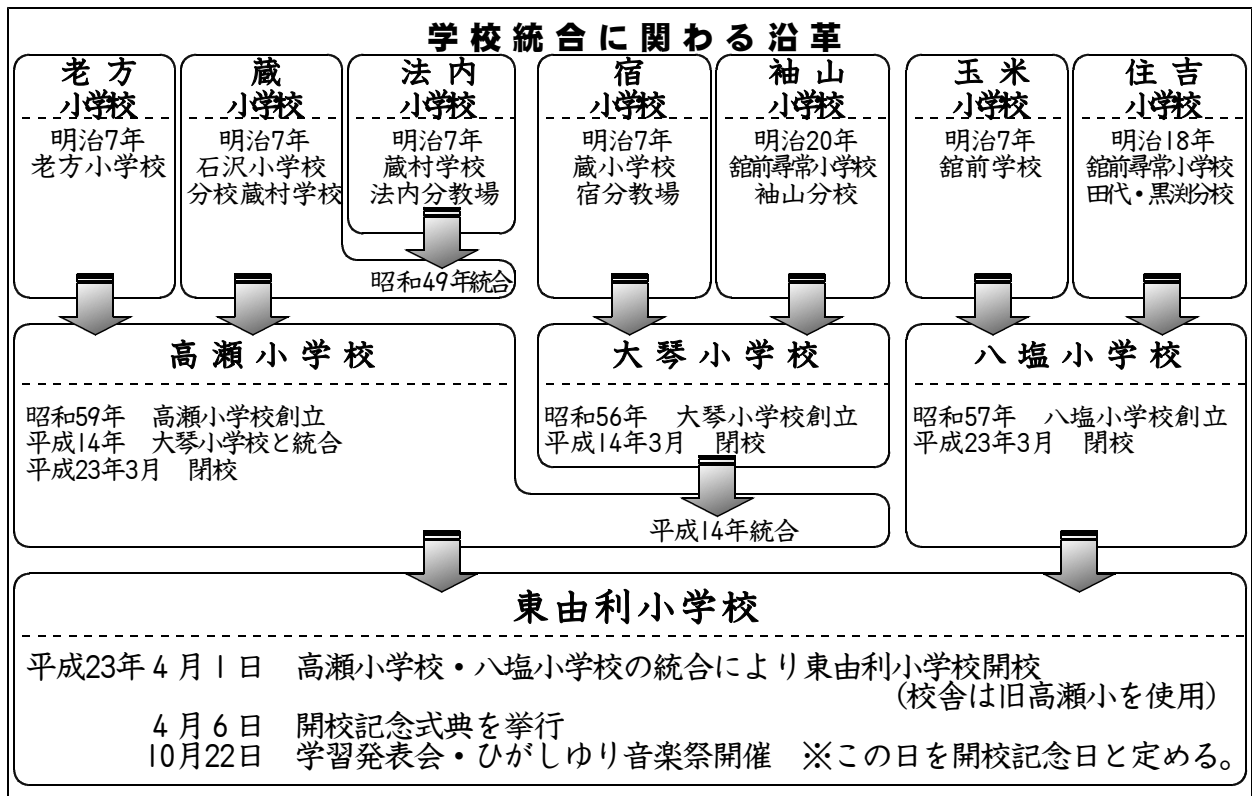 学校統合に関わる沿革
老方
小学校
明治7年
老方小学校
蔵
小学校
明治7年
石沢小学校
分校蔵村学校
法内
小学校
明治7年
蔵村学校
法内分教場
昭和49年統合
宿
小学校
明治7年
蔵小学校
宿分教場
袖山
小学校
明治20年
舘前尋常小学校
袖山分校
玉米
小学校
明治7年
舘前学校
住吉
小学校
明治18年
舘前尋常小学校
田代・黒渕分校
高瀬小学校
昭和59年 高瀬小学校創立
平成14年 大琴小学校と統合
平成23年3月 閉校
大琴小学校
昭和56年 大琴小学校創立
平成14年3月 閉校
平成14年統合
八塩小学校
昭和57年 八塩小学校創立
平成23年3月 閉校
東由利小学校
平成23年4月1日 高瀬小学校・八塩小学校の統合により東由利小学校開校
(校舎は旧高瀬小を使用)
4月6日 開校記念式典を挙行
10月22日 学習発表会・ひがしゆり音楽祭開催 ※この日を開校記念日と定める。